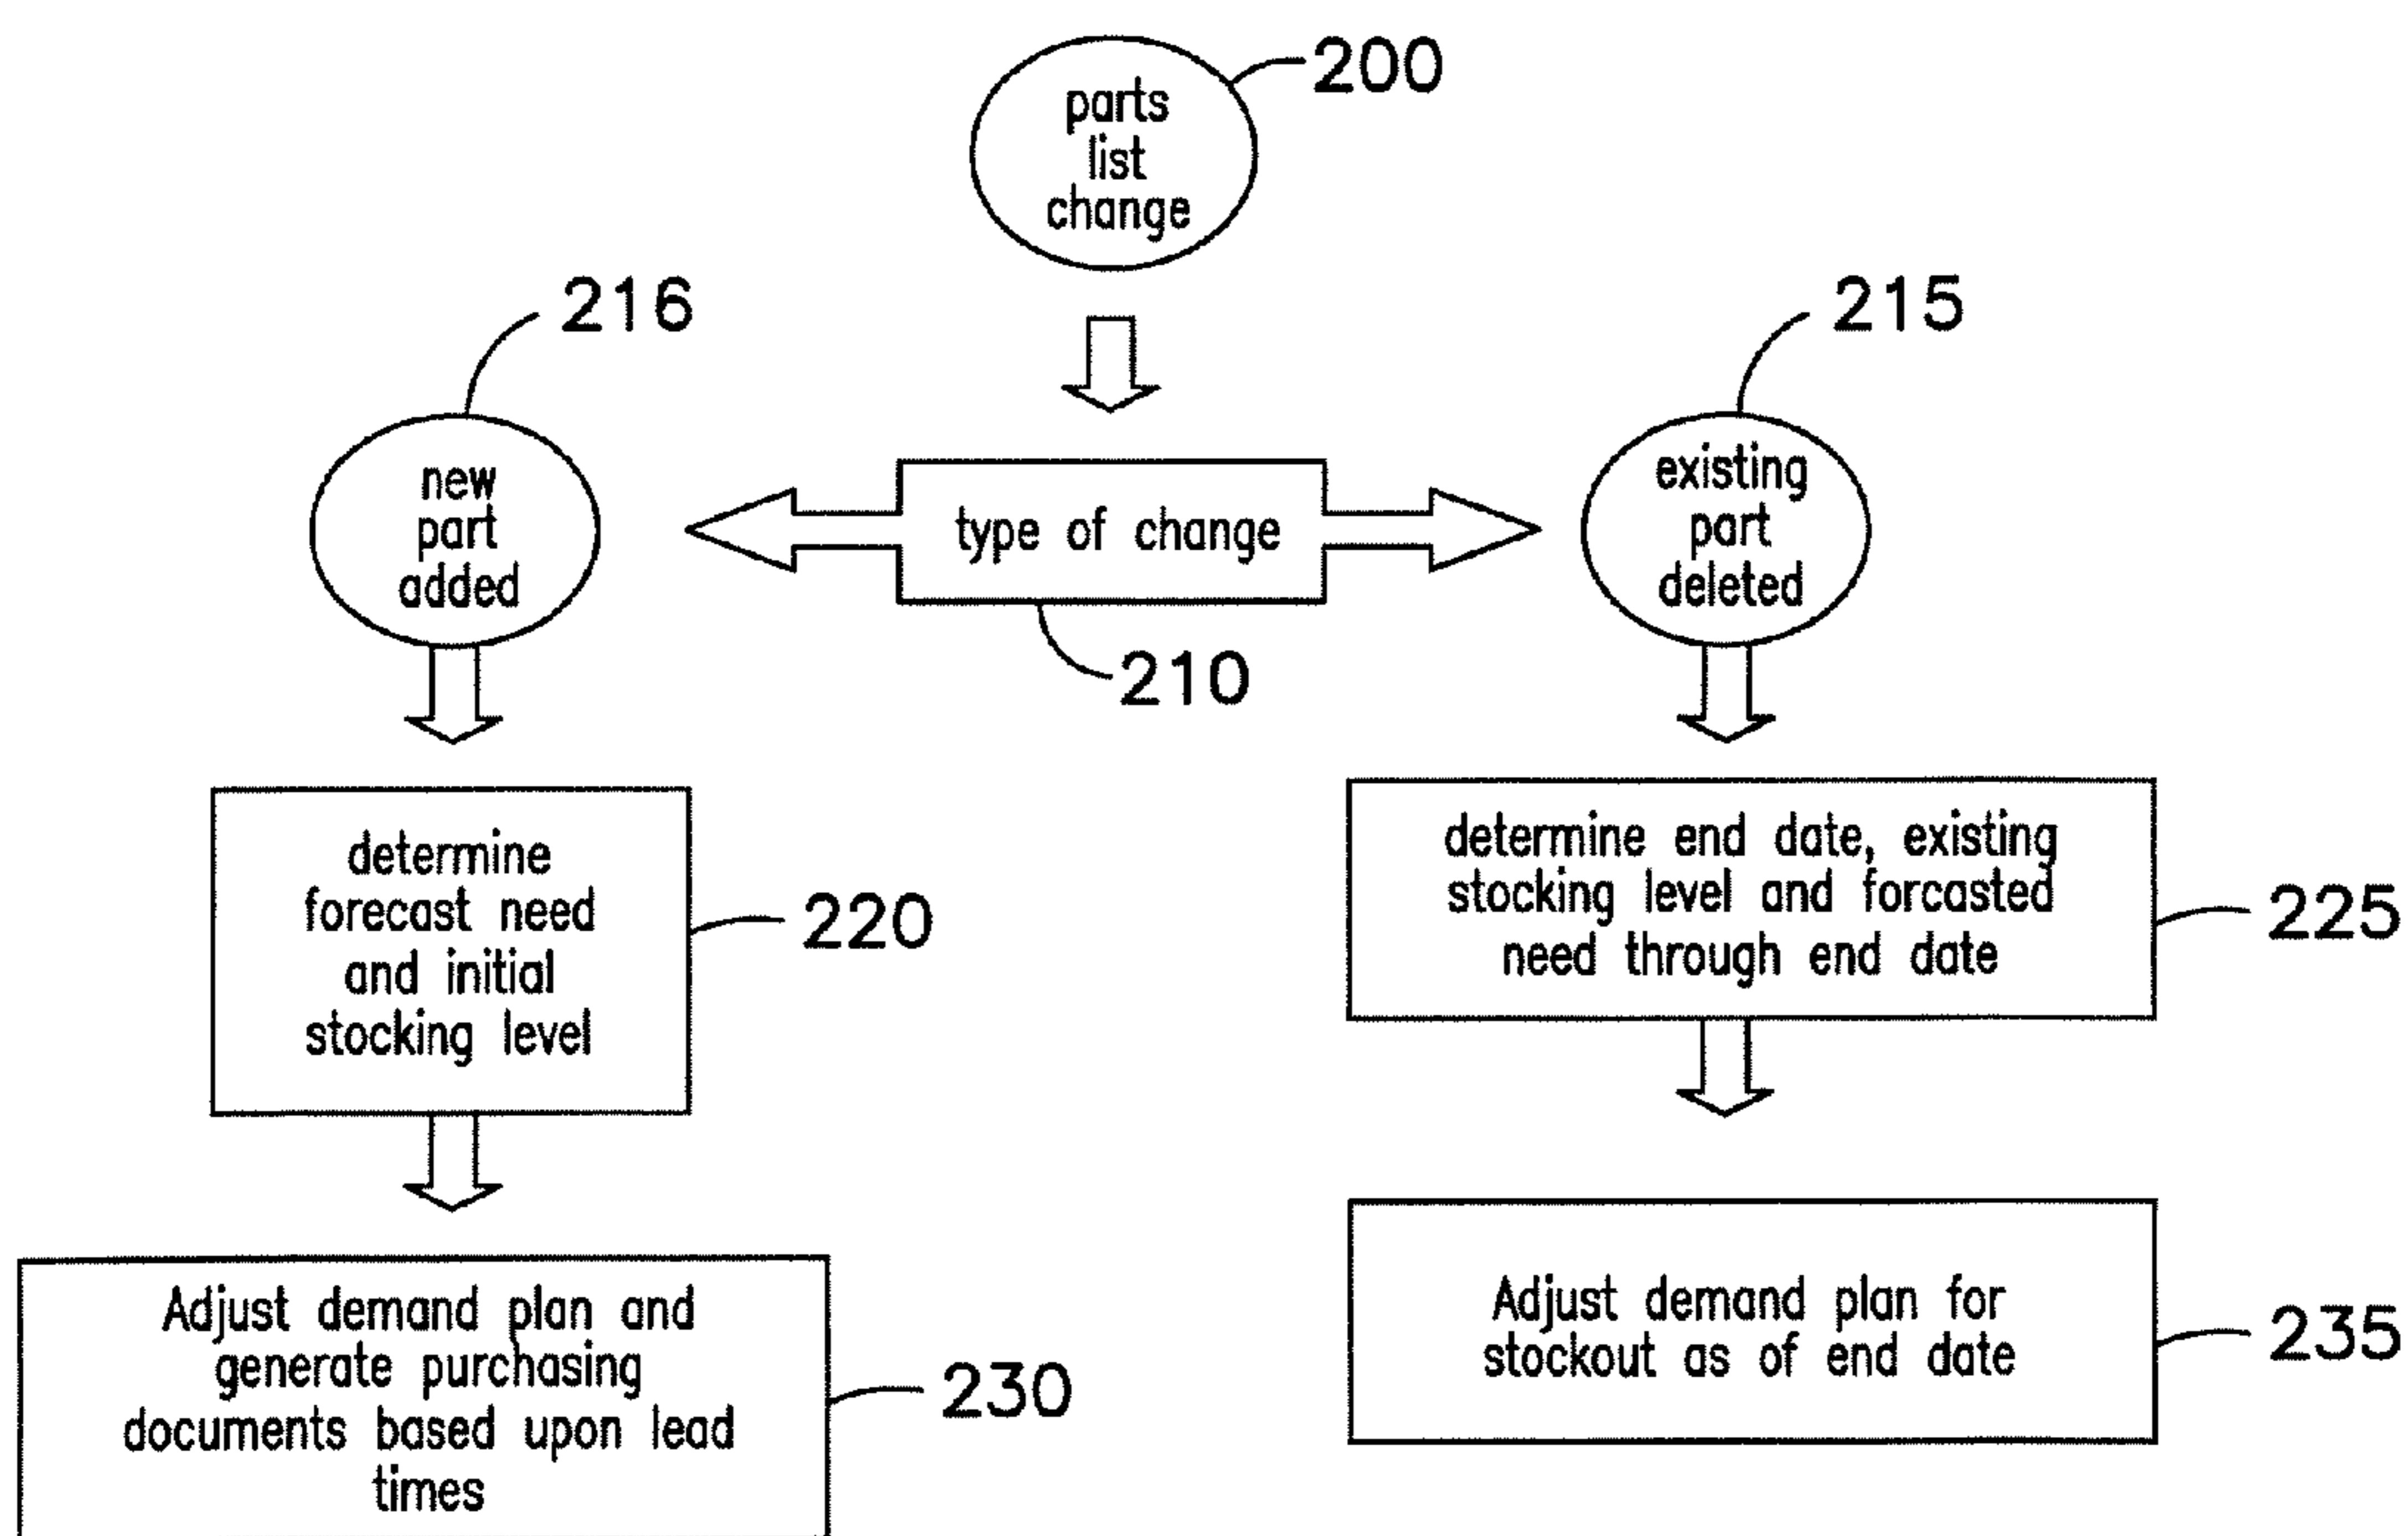 parts
list
change
200
216
215
new
part
added
type of change
210
existing
part
deleted
determine
forecast need
and initial
stocking level
220
determine end date, existing
stocking level and forcasted
need through end date
225
Adjust demand plan and
generate purchasing
documents based upon lead
times
230
Adjust demand plan for
stockout as of end date
235